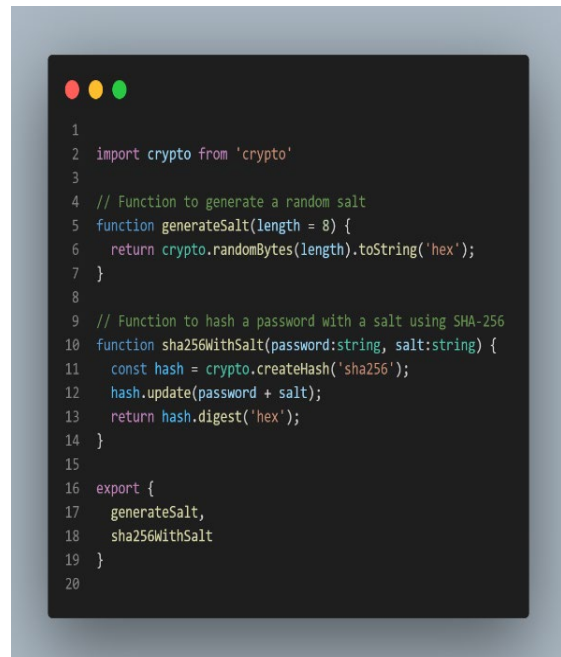 1
2 import crypto from 'crypto'
3
4 // Function to generate a random salt
5 function generateSalt(length = 8) {
6   return crypto.randomBytes(length).toString('hex');
7 }
8
9 // Function to hash a password with a salt using SHA-256
10 function sha256WithSalt(password:string, salt:string) {
11   const hash = crypto.createHash('sha256');
12   hash.update(password + salt);
13   return hash.digest('hex');
14 }
15
16 export {
17   generateSalt,
18   sha256WithSalt
19 }
20